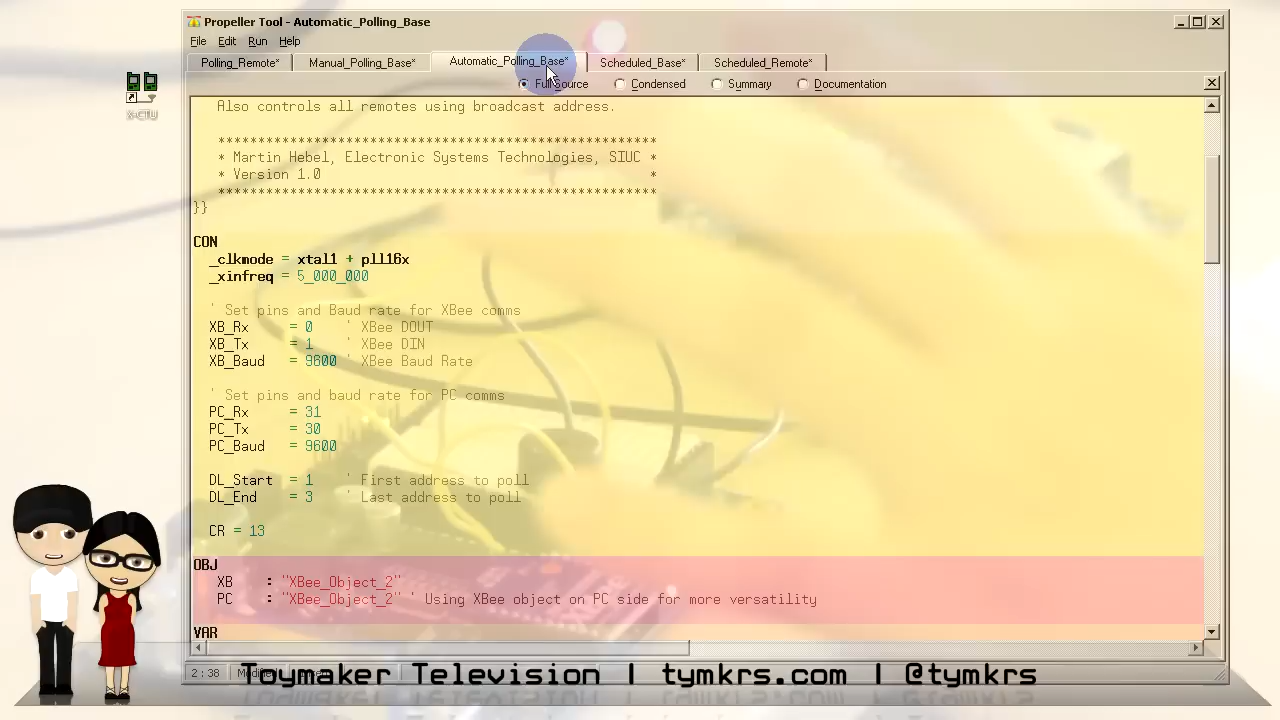 Propeller Tool - Automatic_Polling_Base
File Edit Run Help
Polling_Remote* Manual_Polling_Base* Automatic_Polling_Base* Scheduled_Base* Scheduled_Remote*
Full Source Condensed Summary Documentation
X-CTU
Also controls all remotes using broadcast address.
*******************************************************
* Martin Hebel, Electronic Systems Technologies, SIUC *
* Version 1.0 *
*******************************************************
}}
CON
_clkmode = xtal1 + pll16x
_xinfreq = 5_000_000
' Set pins and Baud rate for XBee comms
XB_Rx = 0 ' XBee DOUT
XB_Tx = 1 ' XBee DIN
XB_Baud = 9600 ' XBee Baud Rate
' Set pins and baud rate for PC comms
PC_Rx = 31
PC_Tx = 30
PC_Baud = 9600
DL_Start = 1 ' First address to poll
DL_End = 3 ' Last address to poll
CR = 13
OBJ
XB : "XBee_Object_2"
PC : "XBee_Object_2" ' Using XBee object on PC side for more versatility
VAR
2 : 38
Toymaker Television | tymkrs.com | @tymkrs